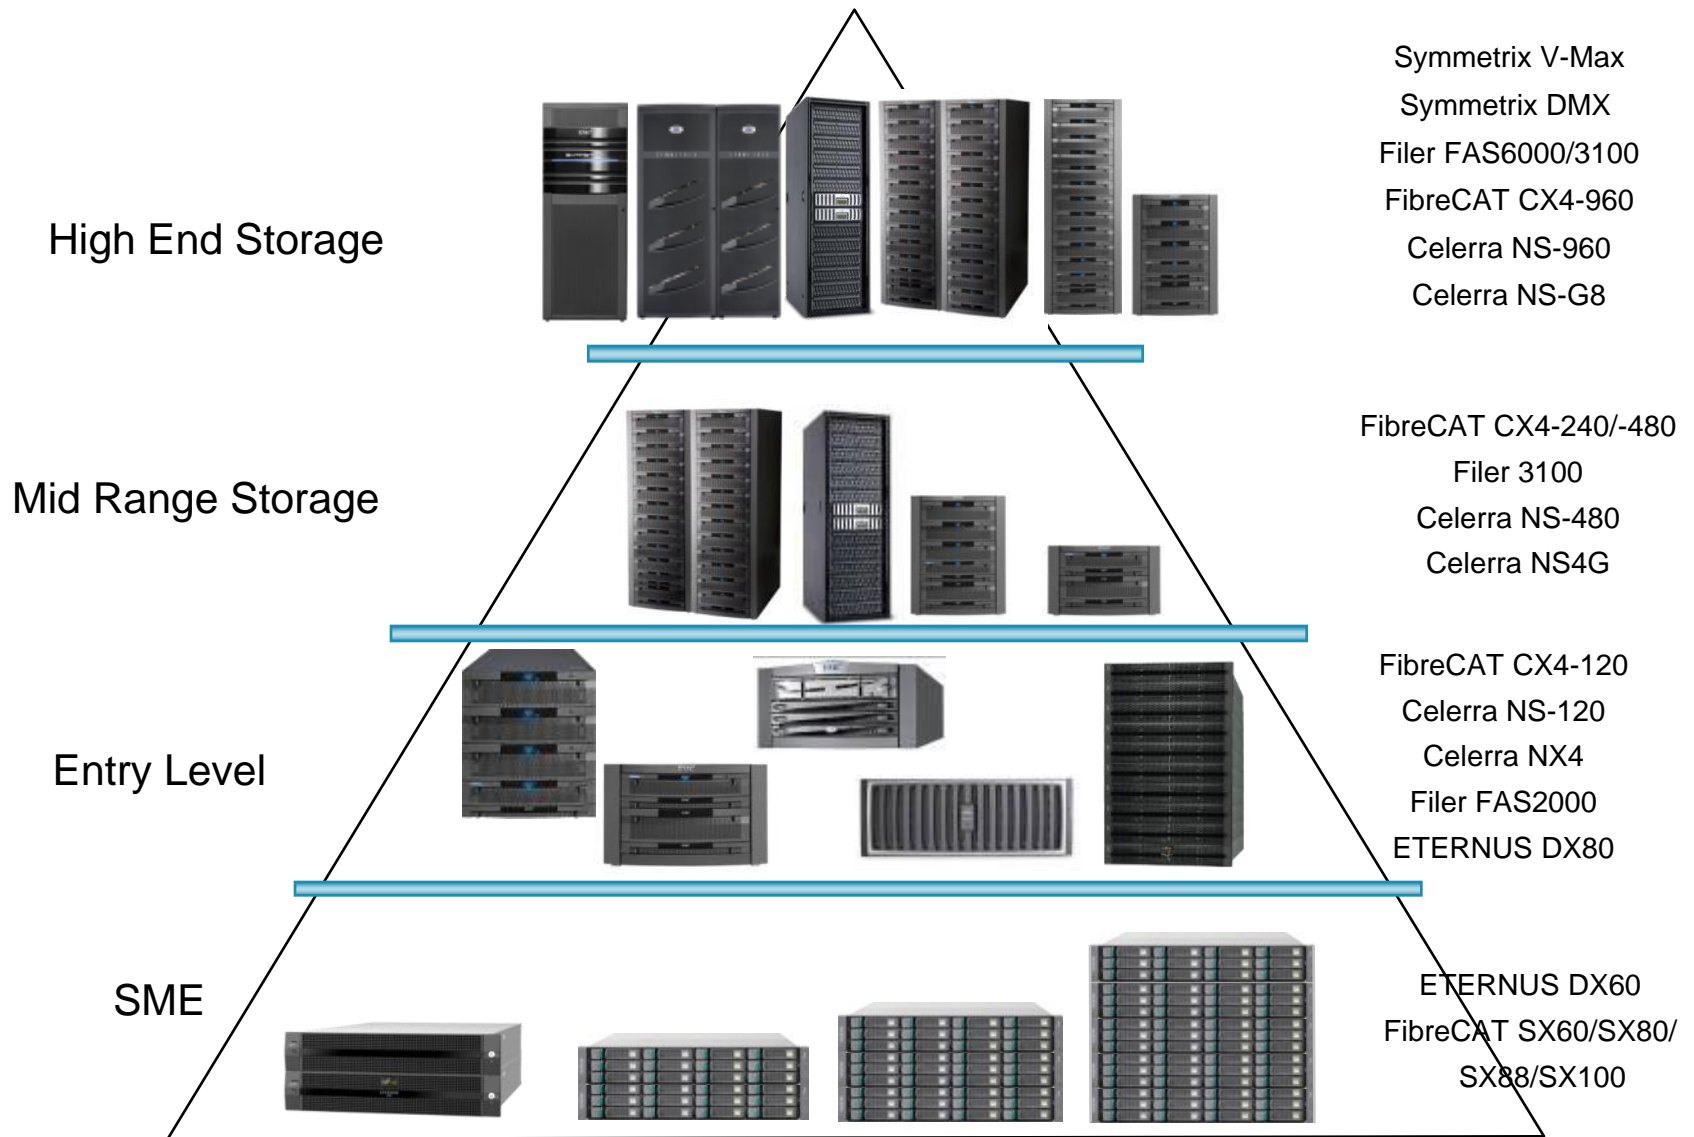 High End Storage
Symmetrix V-Max
Symmetrix DMX
Filer FAS6000/3100
FibreCAT CX4-960
Celerra NS-960
Celerra NS-G8
Mid Range Storage
FibreCAT CX4-240/-480
Filer 3100
Celerra NS-480
Celerra NS4G
Entry Level
FibreCAT CX4-120
Celerra NS-120
Celerra NX4
Filer FAS2000
ETERNUS DX80
SME
ETERNUS DX60
FibreCAT SX60/SX80/
SX88/SX100